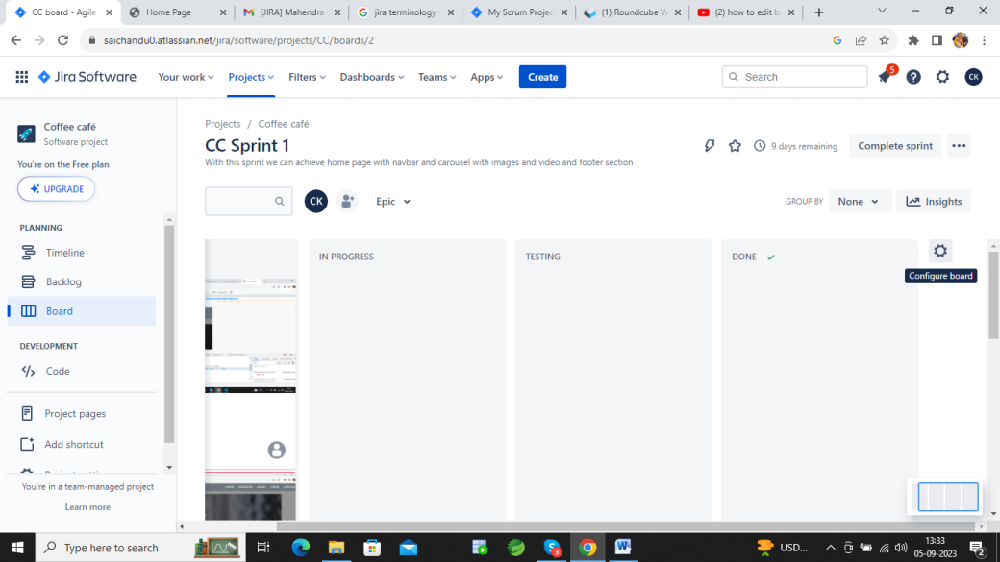 CC board - Agile
Home Page
[JIRA] Mahendra
jira terminology -
My Scrum Projec
(1) Roundcube W
(2) how to edit b
saichandu0.atlassian.net/jira/software/projects/CC/boards/2
Jira Software
Your work
Projects
Filters
Dashboards
Teams
Apps
Create
Search
5
CK
Coffee café
Software project
You're on the Free plan
UPGRADE
PLANNING
Timeline
Backlog
Board
DEVELOPMENT
Code
Project pages
Add shortcut
You're in a team-managed project
Learn more
Projects / Coffee café
CC Sprint 1
With this sprint we can achieve home page with navbar and carousel with images and video and footer section
9 days remaining
Complete sprint
CK
Epic
GROUP BY
None
Insights
IN PROGRESS
TESTING
DONE
Configure board
Type here to search
3
USD...
13:33
05-09-2023
2